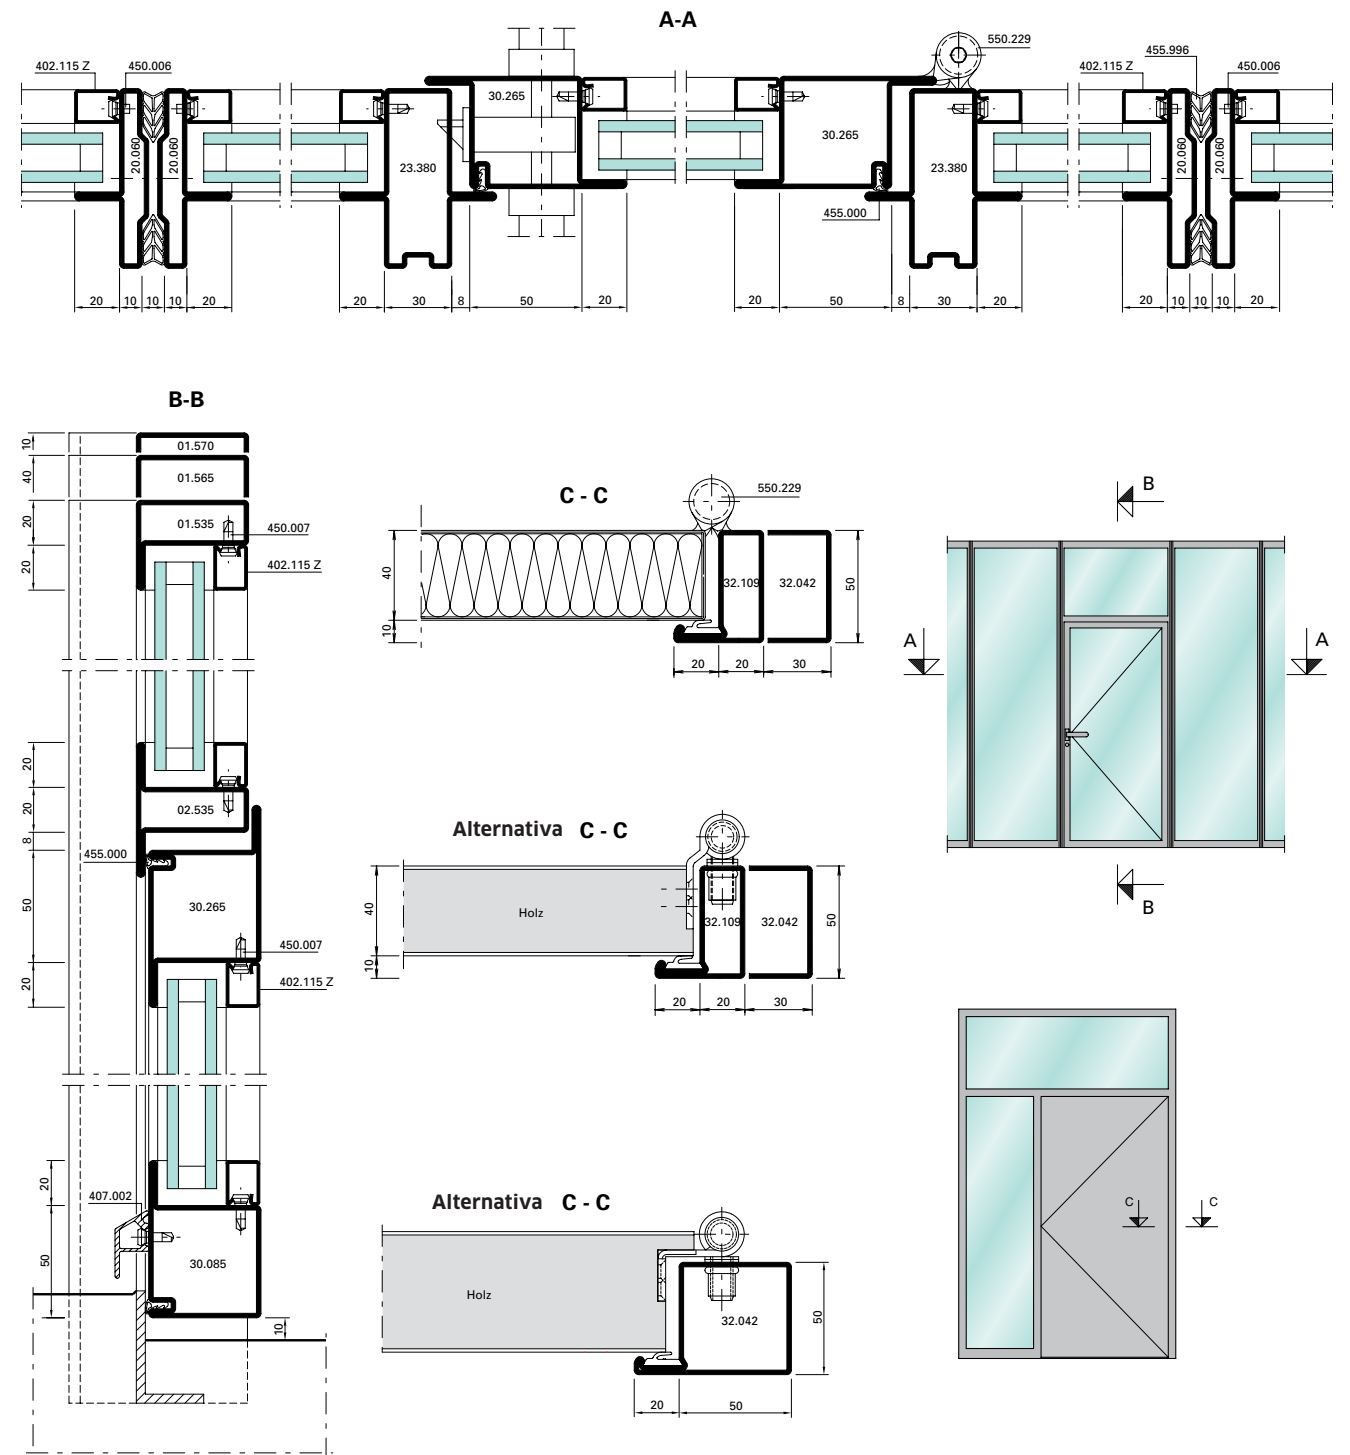 A-A
402.115 Z
450.006
30.265
550.229
455.996
402.115 Z
450.006
20.060
20.060
23.380
30.265
23.380
20.060
20.060
455.000
20 10 10 10 20
20 30 8 50 20
20 50 8 30 20
20 10 10 10 20
B-B
10
01.570
40
01.565
20
01.535
450.007
20
402.115 Z
20
20
02.535
8
455.000
50
30.265
450.007
20
402.115 Z
20
407.002
50
30.085
10
C - C
550.229
40
32.109
32.042
50
10
20 20 30
Alternativa C - C
40
Holz
32.109
32.042
50
10
20 20 30
Alternativa C - C
Holz
32.042
50
20 50
B
A
A
B
C
C